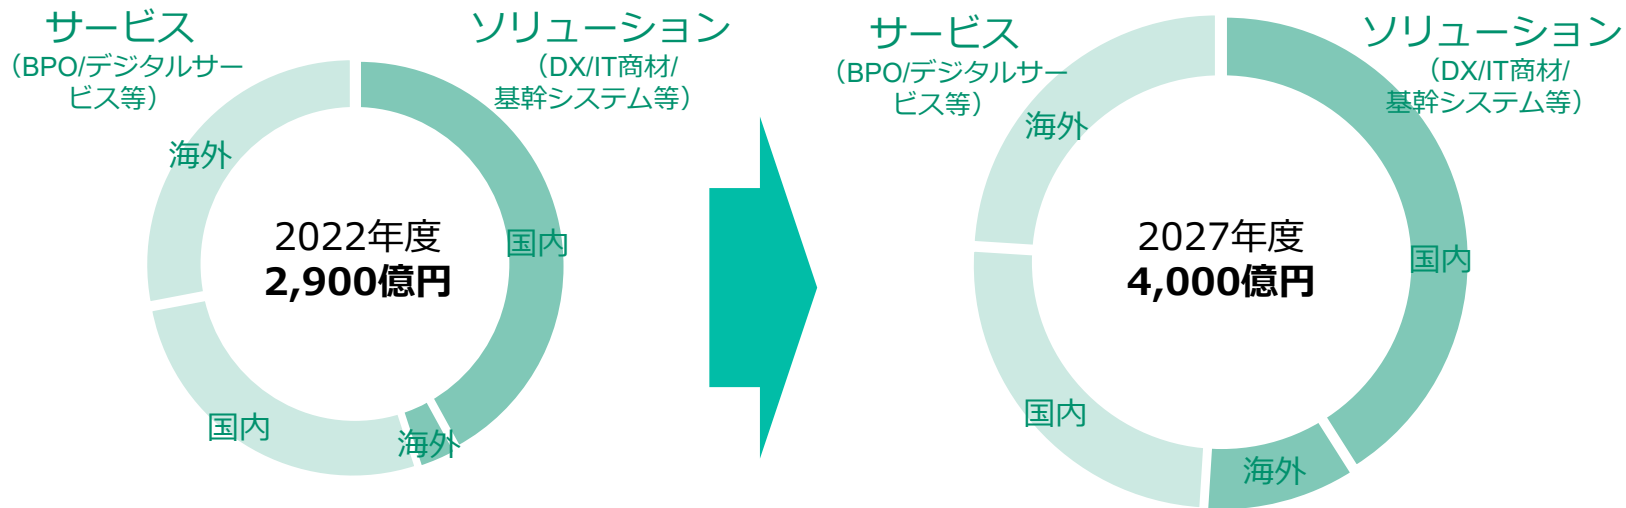 サービス
（BPO/デジタルサー
ビス等）
ソリューション
（DX/IT商材/
基幹システム等）
海外
国内
2022年度
2,900億円
国内
海外
サービス
（BPO/デジタルサー
ビス等）
ソリューション
（DX/IT商材/
基幹システム等）
海外
国内
2027年度
4,000億円
国内
海外